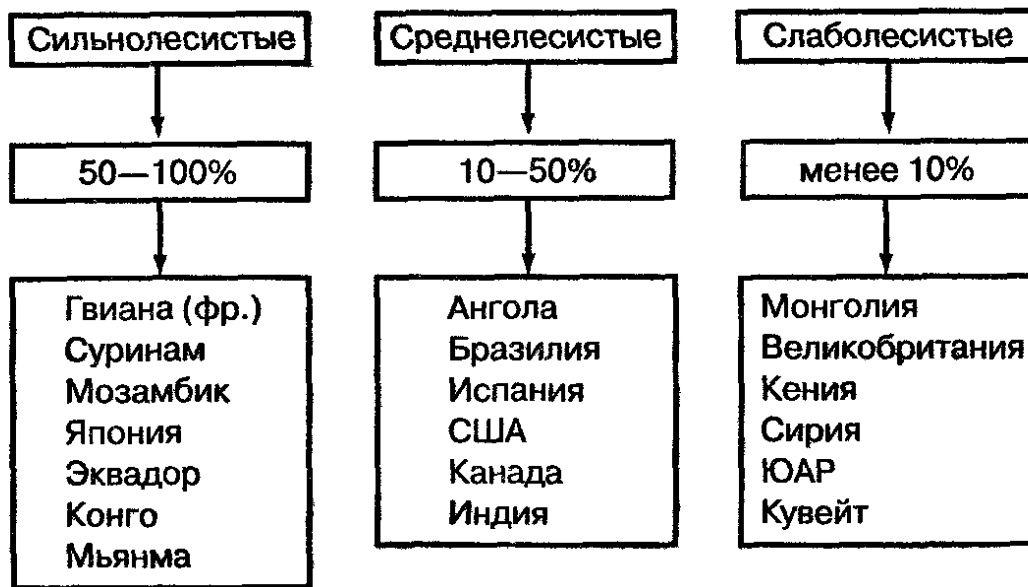 Сильнолесистые
50—100%
Гвиана (фр.)
Суринам
Мозамбик
Япония
Эквадор
Конго
Мьянма
Среднелесистые
10—50%
Ангола
Бразилия
Испания
США
Канада
Индия
Слаболесистые
менее 10%
Монголия
Великобритания
Кения
Сирия
ЮАР
Кувейт